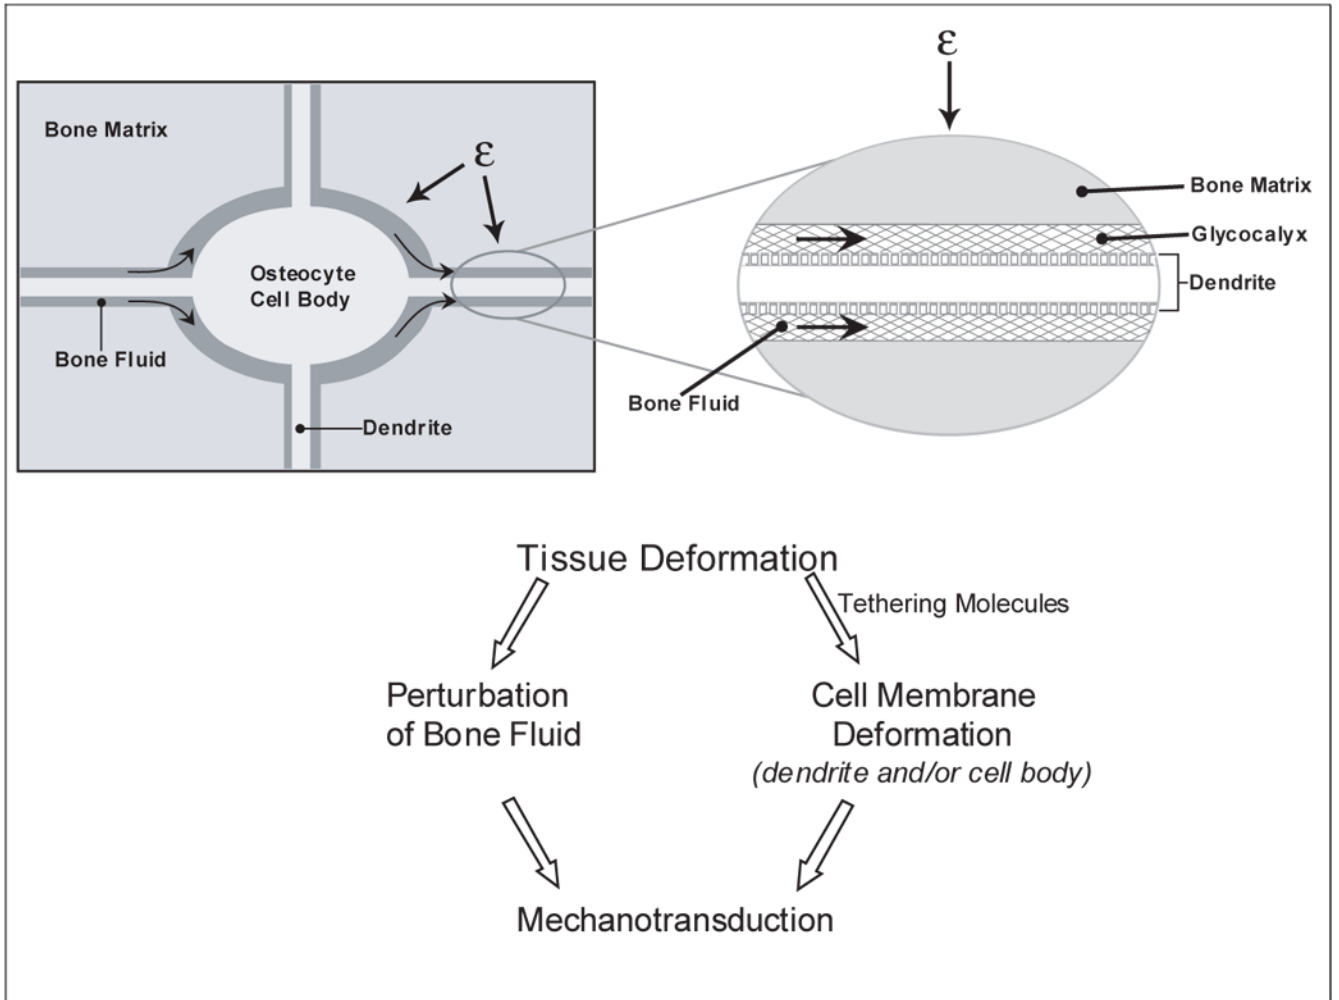 ε
Bone Matrix
ε
Bone Matrix
Glycocalyx
Osteocyte
Cell Body
Dendrite
Bone Fluid
Bone Fluid
Dendrite
Tissue Deformation
Tethering Molecules
Perturbation
of Bone Fluid
Cell Membrane
Deformation
(dendrite and/or cell body)
Mechanotransduction